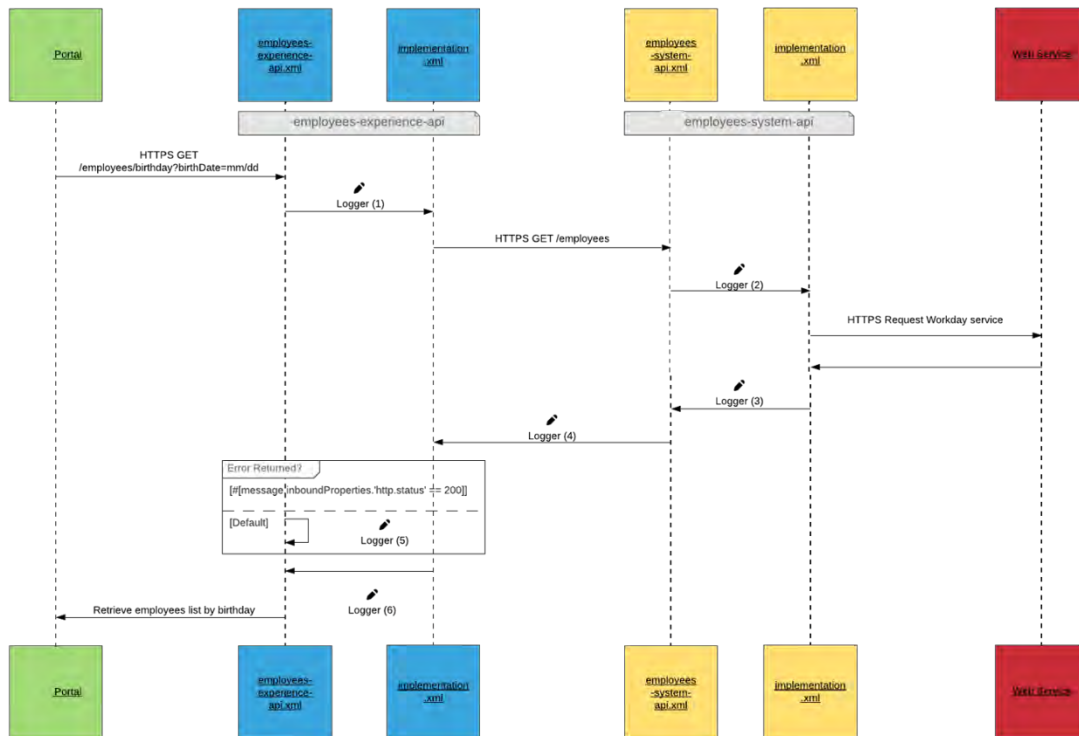 Portal
employees-
experience-
api.xml
implementation
.xml
employees
-system-
api.xml
implementation
.xml
Web Service
employees-experience-api
employees-system-api
HTTPS GET
/employees/birthday?birthDate=mm/dd
Logger (1)
HTTPS GET /employees
Logger (2)
HTTPS Request Workday service
Logger (3)
Logger (4)
Error Returned?
[#[message.inboundProperties.'http.status' == 200]]
[Default]
Logger (5)
Logger (6)
Retrieve employees list by birthday
Portal
employees-
experience-
api.xml
implementation
.xml
employees
-system-
api.xml
implementation
.xml
Web Service